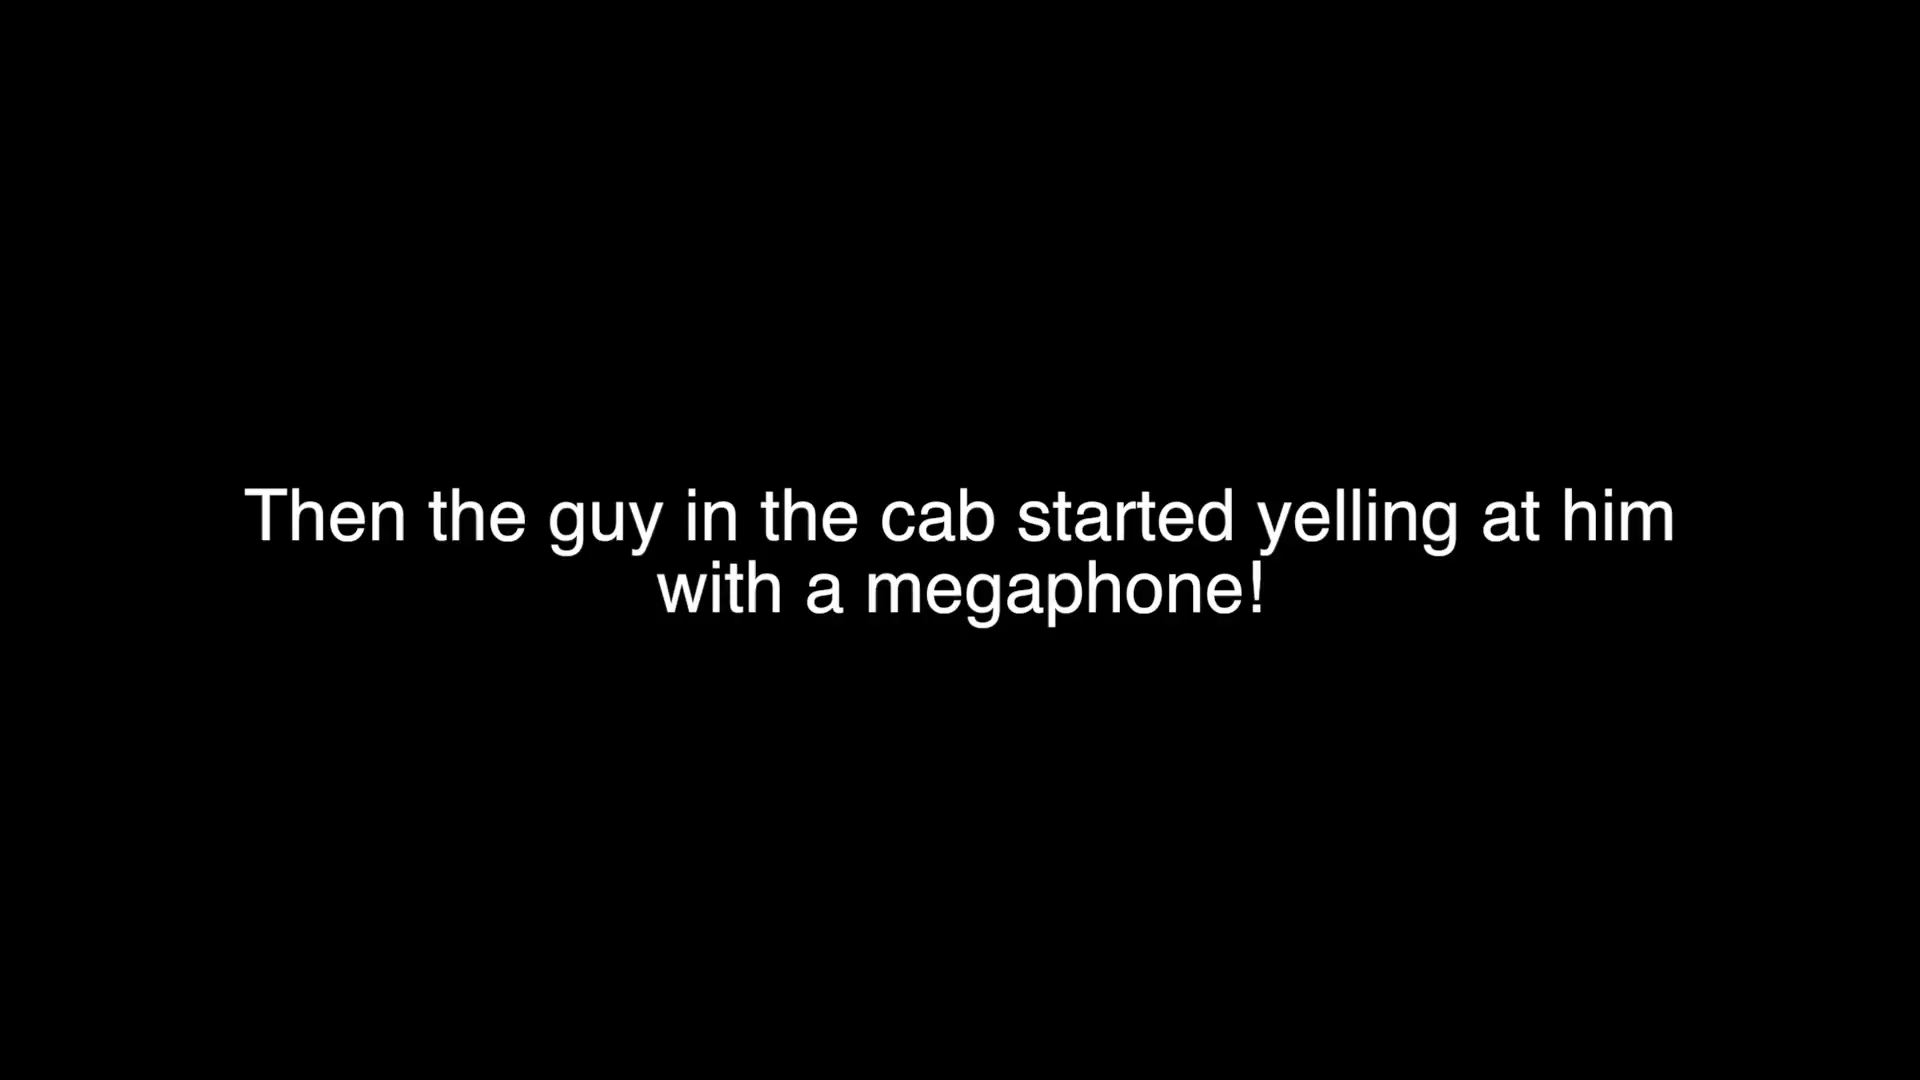 Then the guy in the cab started yelling at him
with a megaphone!